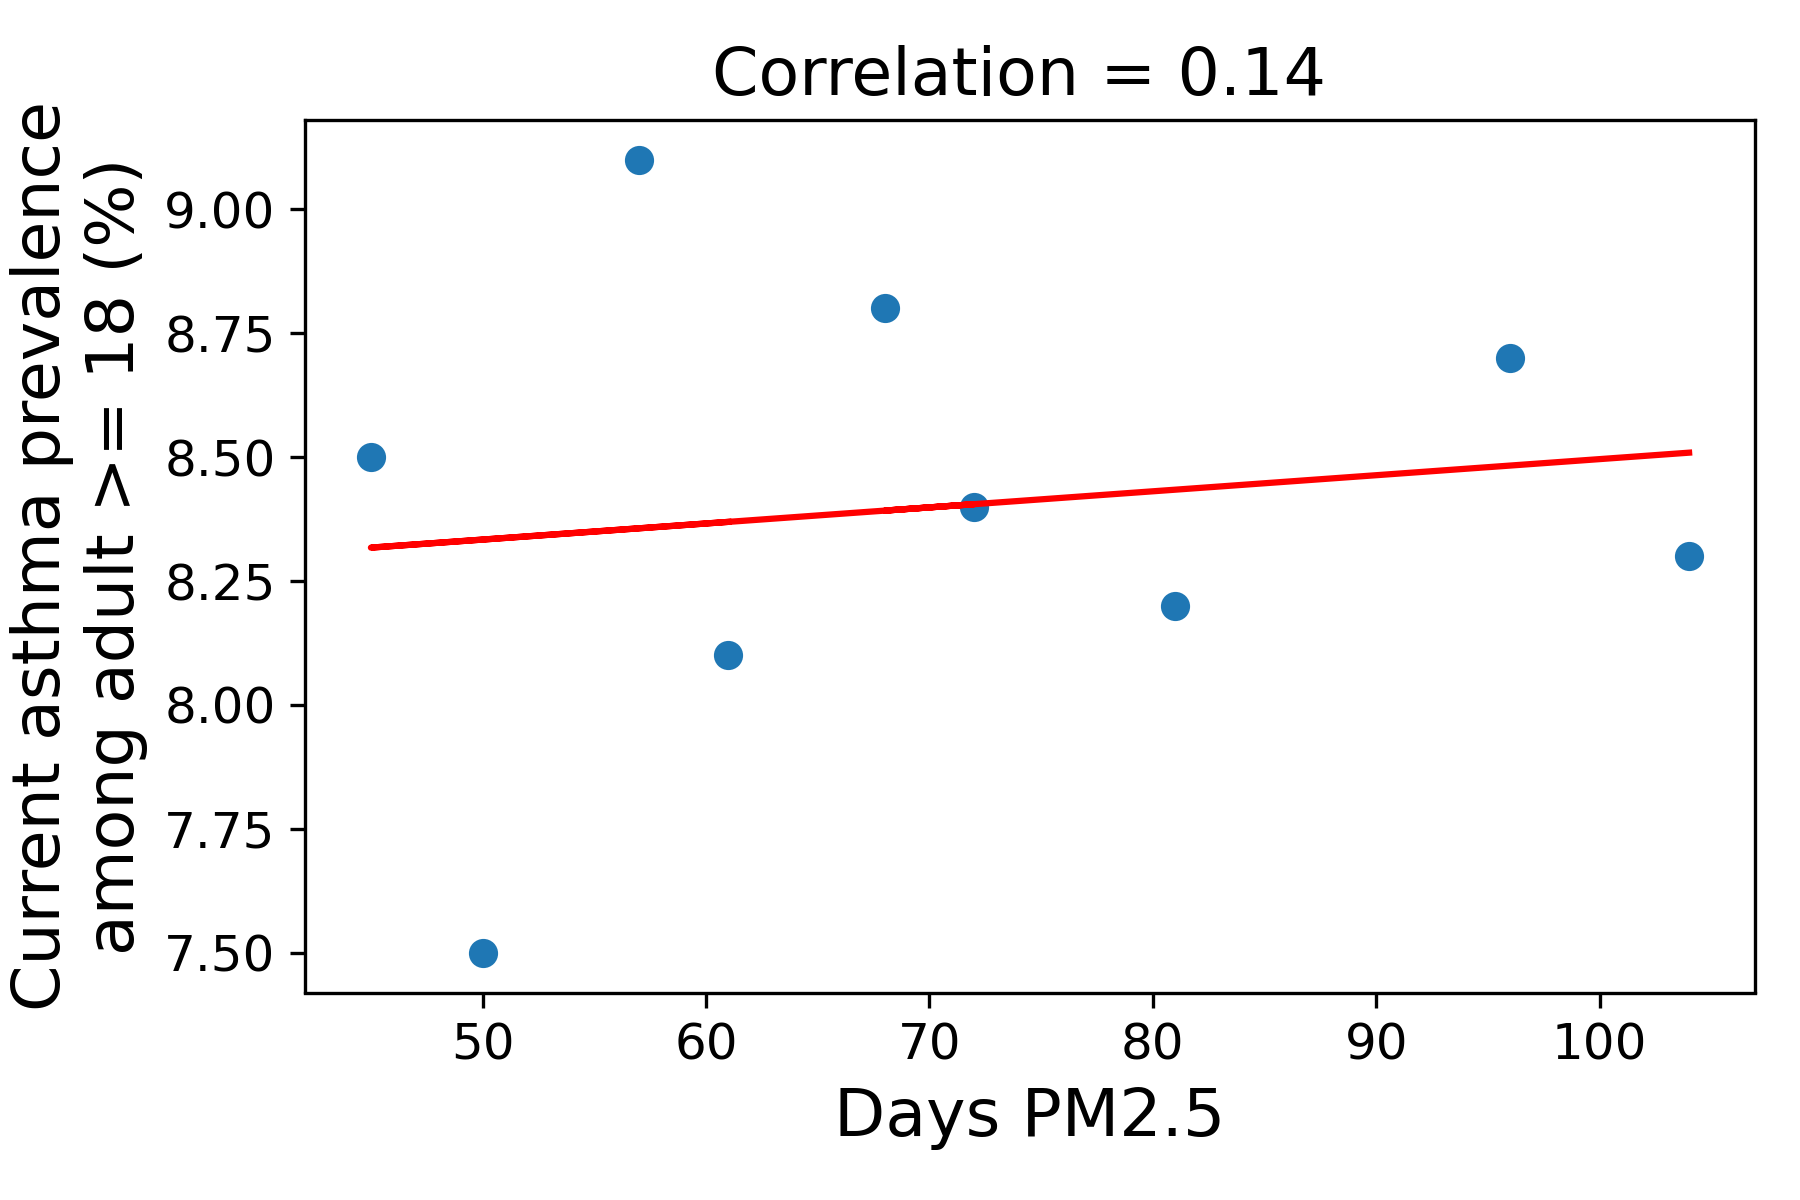 Correlation = 0.14
Current asthma prevalence
among adult >= 18 (%)
9.00
8.75
8.50
8.25
8.00
7.75
7.50
50 60 70 80 90 100
Days PM2.5